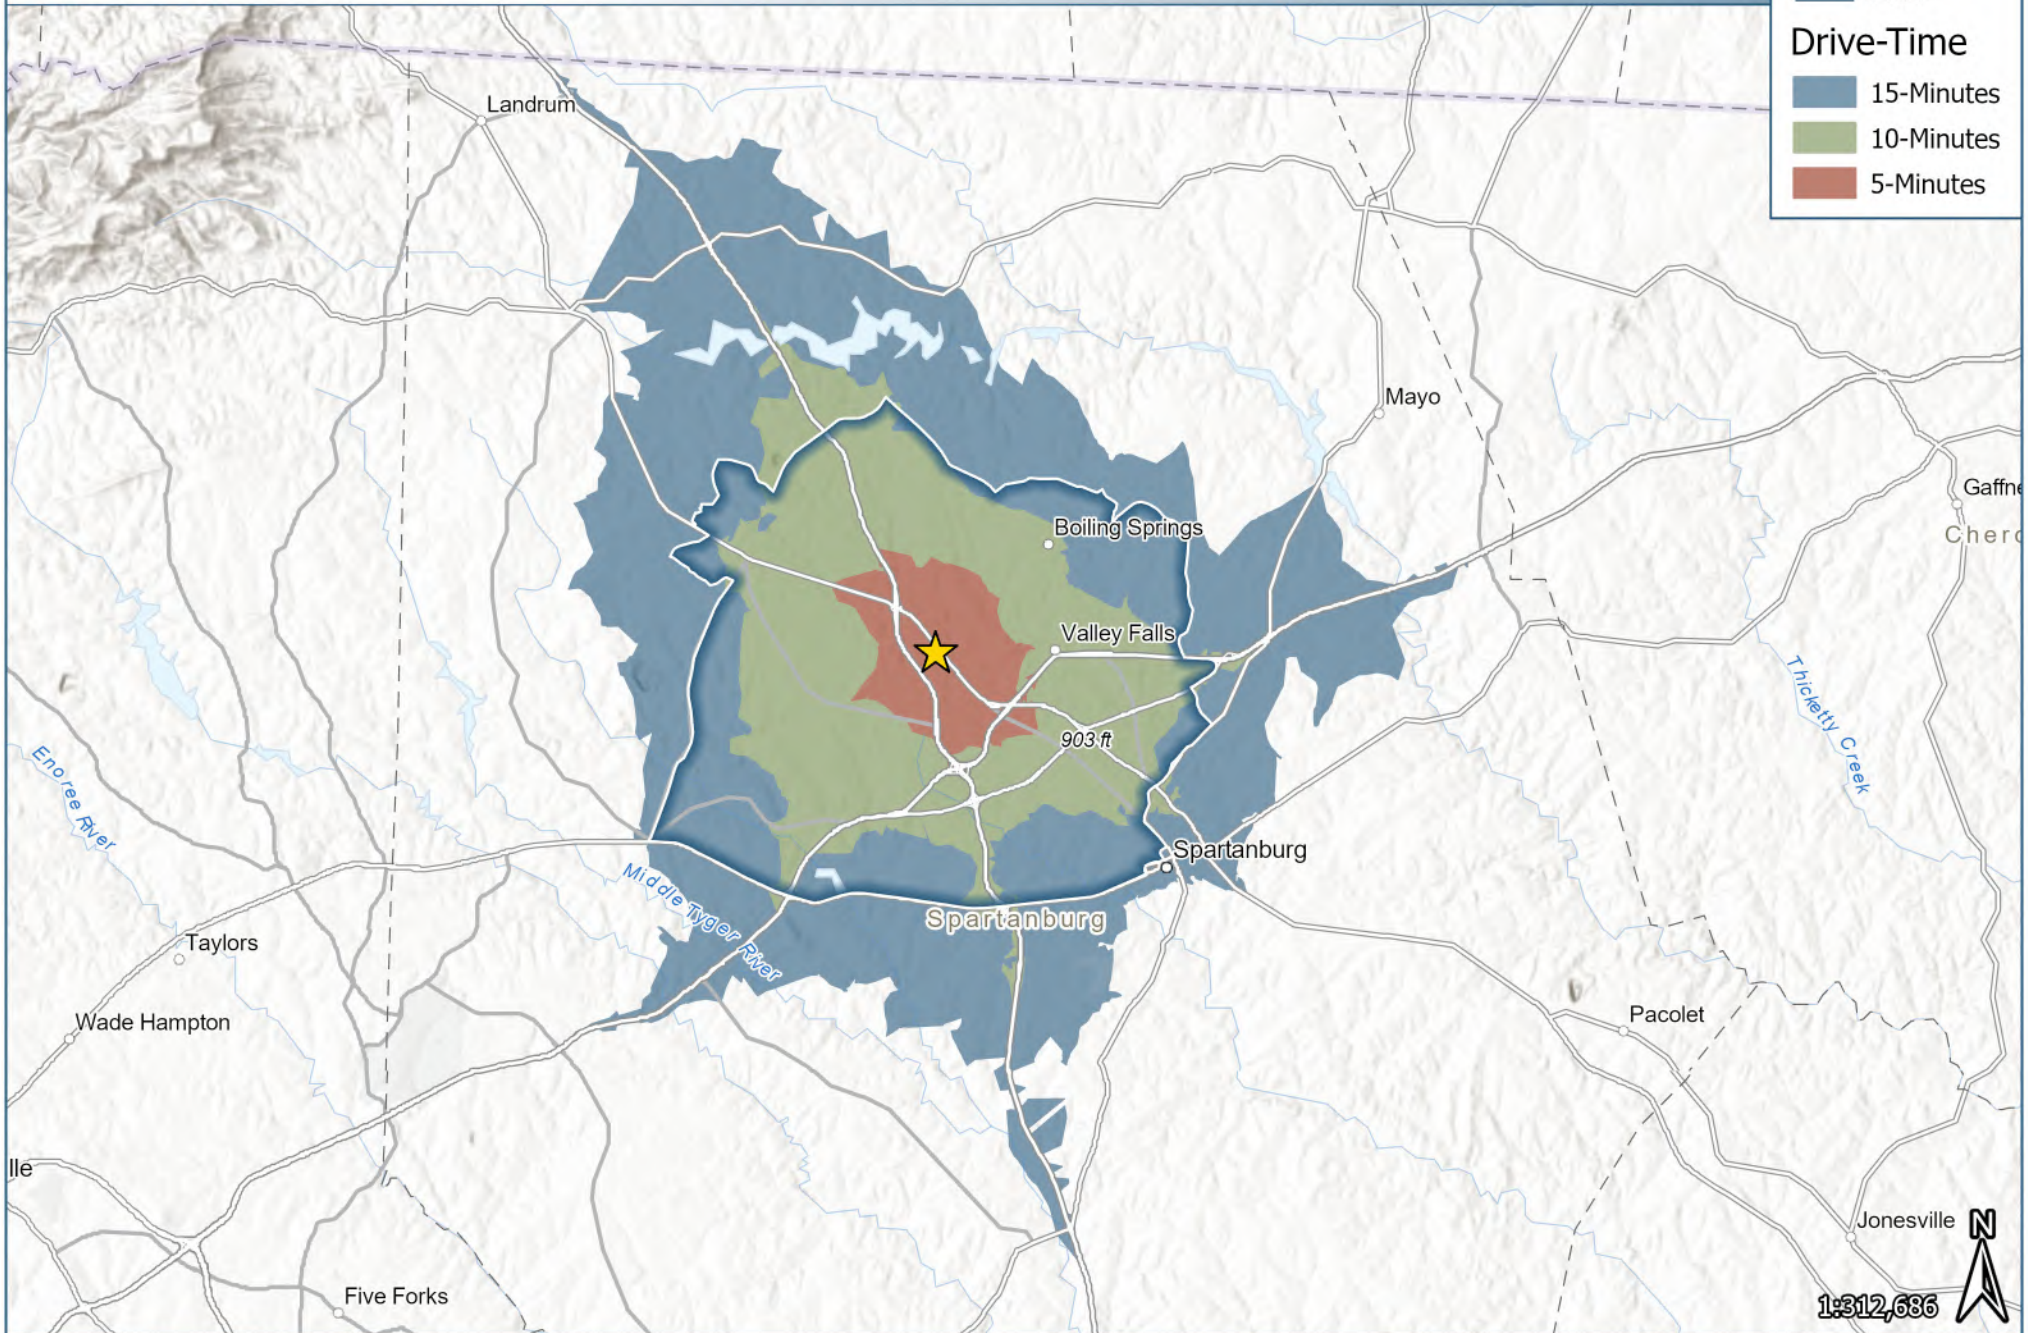 Drive-Time
15-Minutes
10-Minutes
5-Minutes
Landrum
Mayo
Boiling Springs
Valley Falls
903 ft
Spartanburg
Spartanburg
Enoree River
Middle Tyger River
Thicketty Creek
Taylors
Wade Hampton
Pacolet
Jonesville
Five Forks
lle
Gaffne
Chero
N
1:312,686